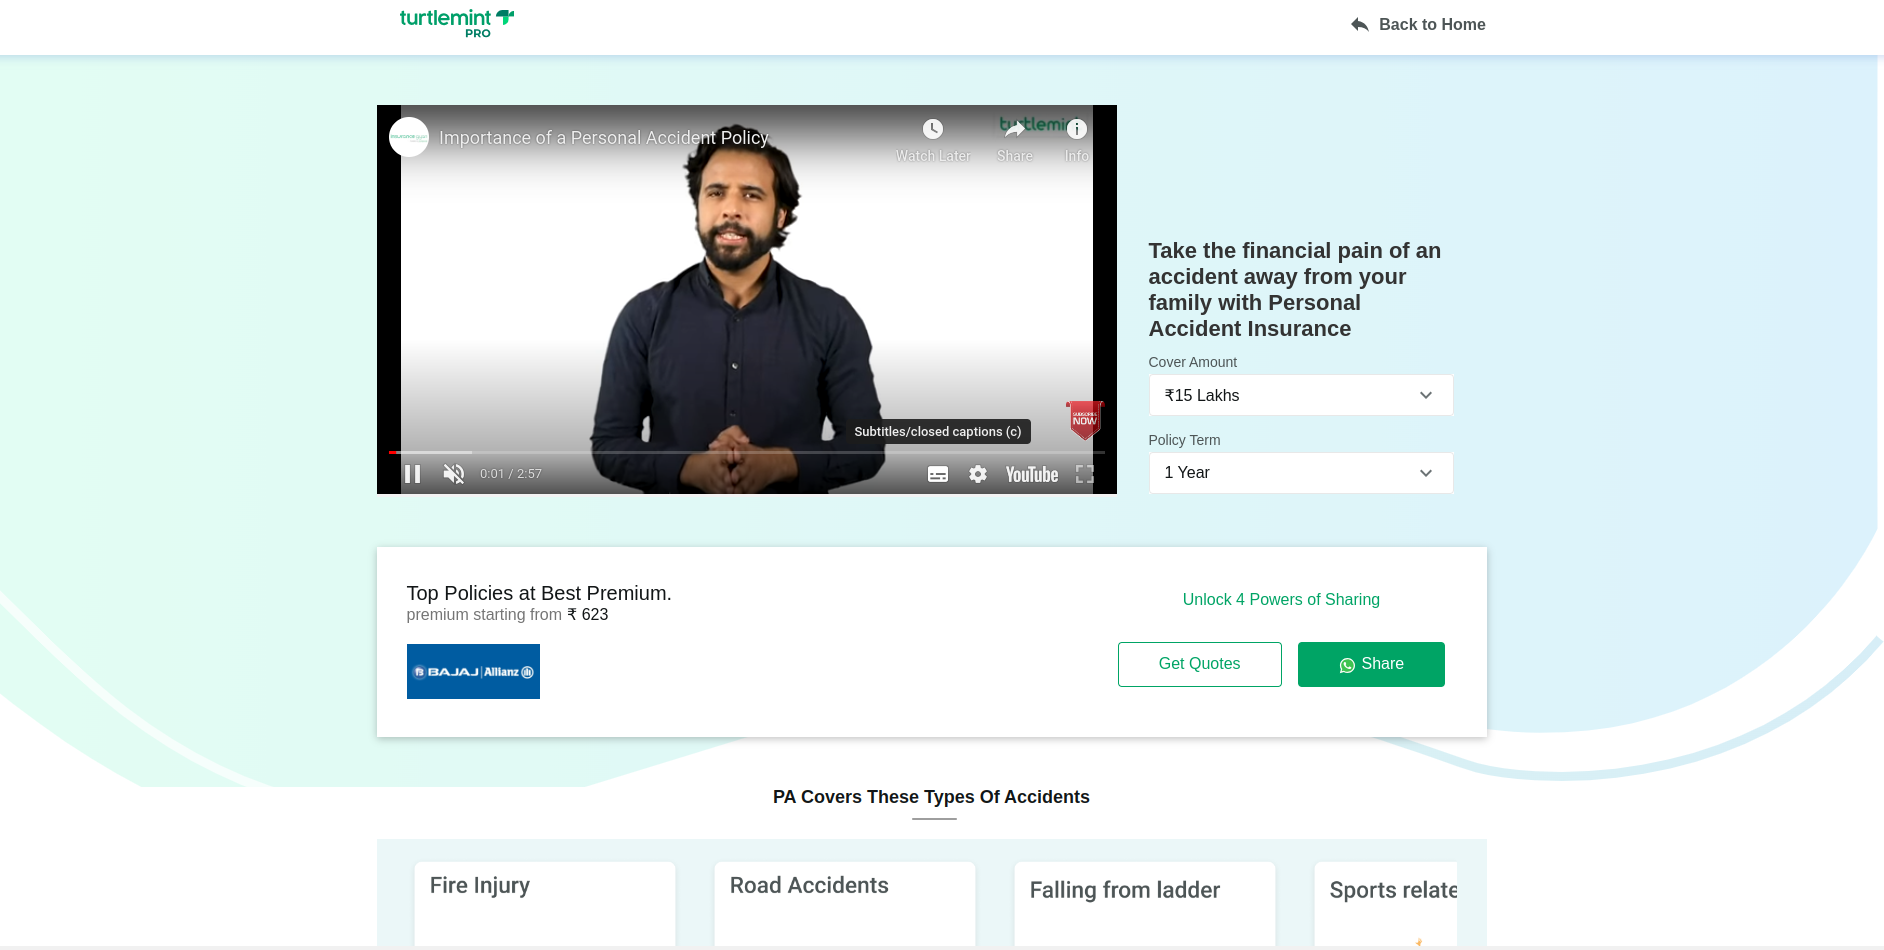 turtlemint
PRO
Back to Home
Importance of a Personal Accident Policy
Watch Later
Share
Info
Take the financial pain of an
accident away from your
family with Personal
Accident Insurance
Cover Amount
₹15 Lakhs
Policy Term
1 Year
SUBSCRIBE
NOW
Subtitles/closed captions (c)
0:01 / 2:57
YouTube
Top Policies at Best Premium.
premium starting from ₹ 623
BAJAJ | Allianz
Unlock 4 Powers of Sharing
Get Quotes
Share
PA Covers These Types Of Accidents
Fire Injury
Road Accidents
Falling from ladder
Sports relate